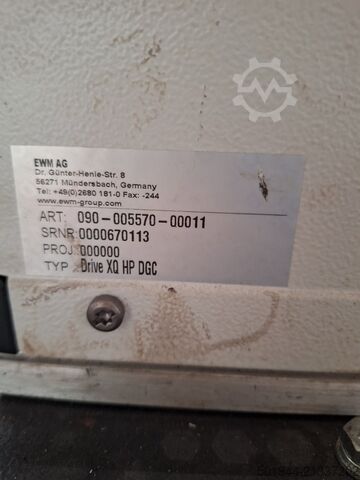 EWM AG
Dr. Günter-Henle-Str. 8
56271 Mündersbach, Germany
Tel: +49(0)2680 181-0 Fax: -244
www.ewm-group.com
ART: 090-005570-00011
SRNR: 0000670113
PROJ: 000000
TYP: Drive XQ HP DGC